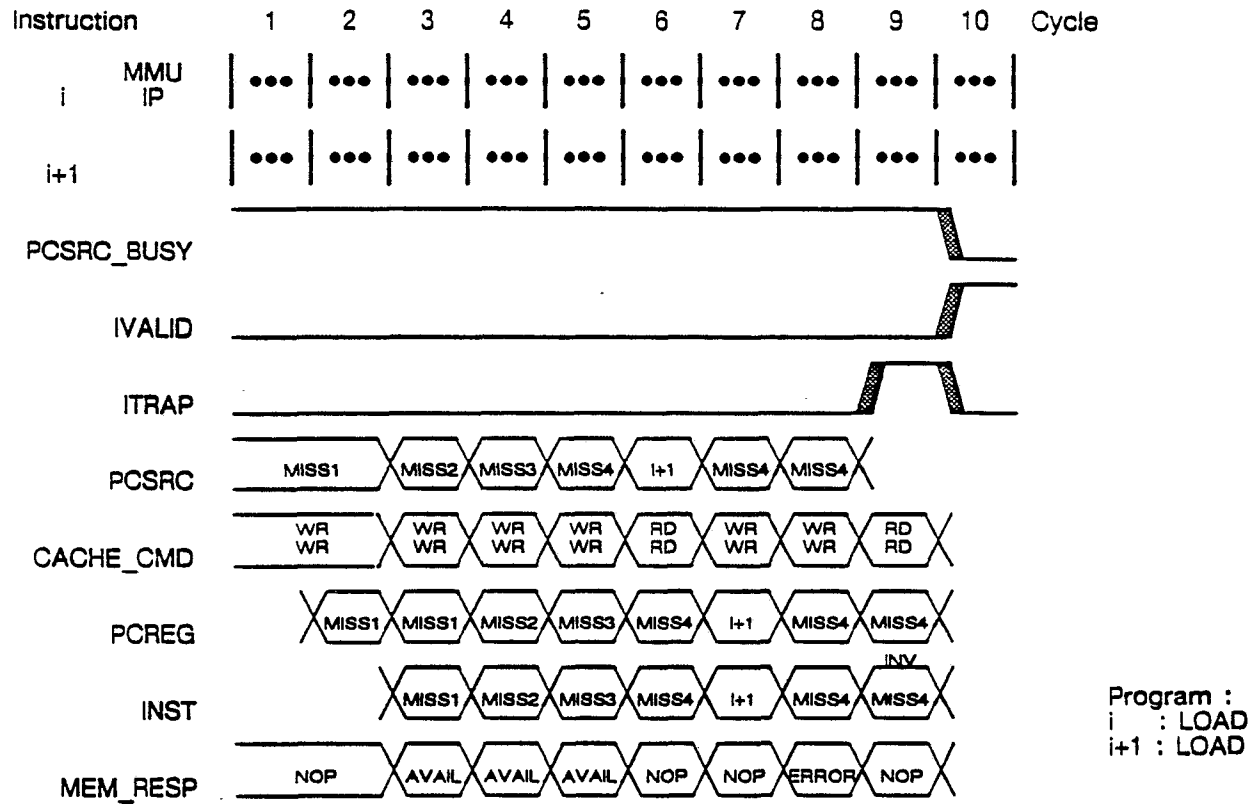 Instruction 1 2 3 4 5 6 7 8 9 10 Cycle
i MMU IP
i+1
PCSRC_BUSY
IVALID
ITRAP
PCSRC MISS1 MISS2 MISS3 MISS4 I+1 MISS4 MISS4
CACHE_CMD WR WR WR WR RD WR WR RD
WR WR WR WR RD WR WR RD
PCREG MISS1 MISS1 MISS2 MISS3 MISS4 I+1 MISS4 MISS4
INV
INST MISS1 MISS2 MISS3 MISS4 I+1 MISS4 MISS4
MEM_RESP NOP AVAIL AVAIL AVAIL NOP NOP ERROR NOP
Program :
i : LOAD
i+1 : LOAD